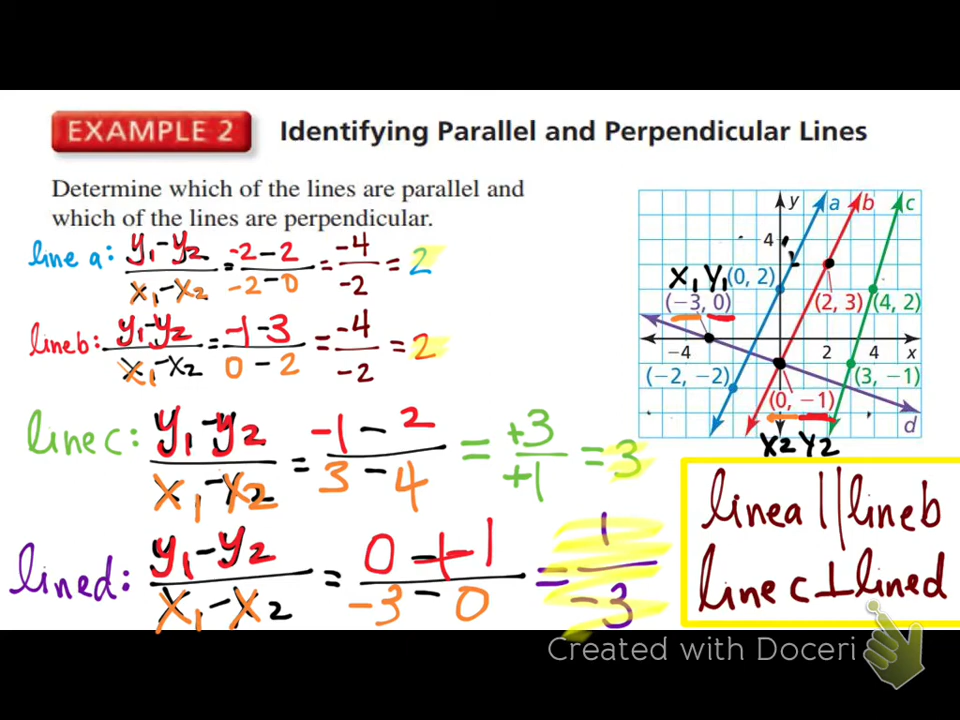 EXAMPLE 2 Identifying Parallel and Perpendicular Lines
Determine which of the lines are parallel and
which of the lines are perpendicular.
line a: y₁-y₂/x₁-x₂ = -2-2/-2-0 = -4/-2 = 2
line b: y₁-y₂/x₁-x₂ = -1-3/0-2 = -4/-2 = 2
line c: y₁-y₂/x₁-x₂ = -1-2/3-4 = +3/+1 = 3
line d: y₁-y₂/x₁-x₂ = 0-+-1/-3-0 = 1/-3
y a b c
4
X₁ Y₁ (0, 2)
(−3, 0) (2, 3) (4, 2)
−4 2 4 x
(−2, −2) (3, −1)
(0, −1)
d
X2 Y2
line a || line b
line c ⊥ line d
Created with Doceri